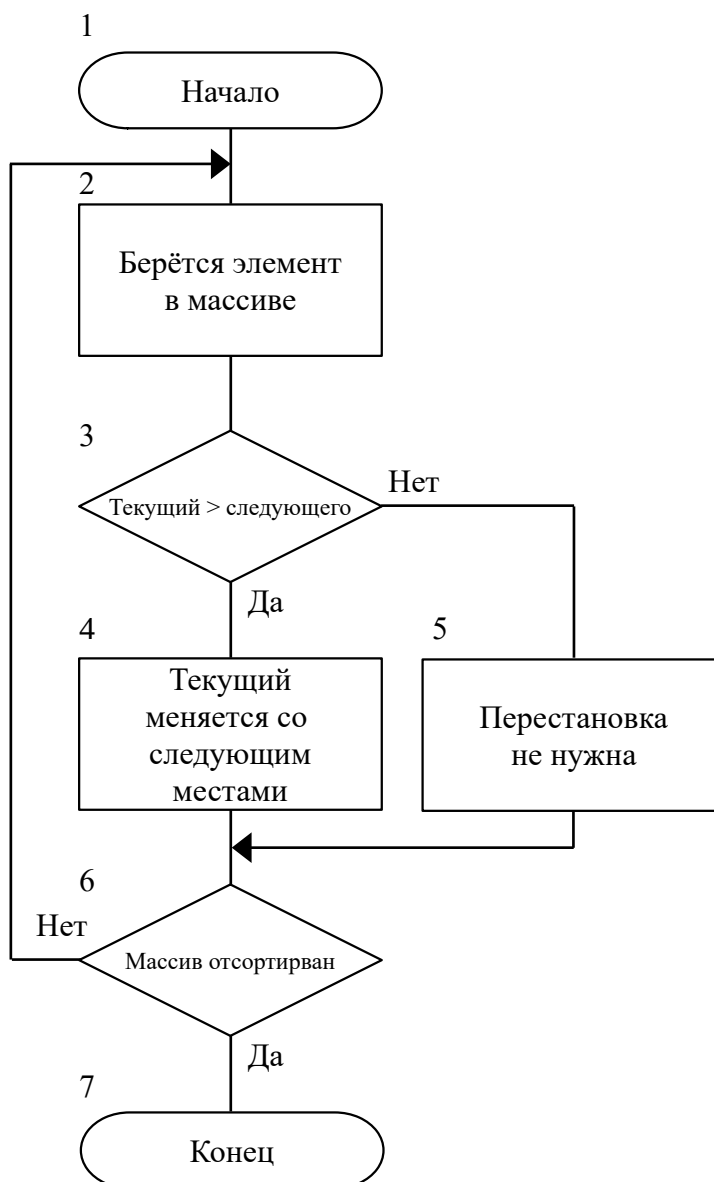 1
Начало
2
Берётся элемент
в массиве
3
Текущий > следующего
Нет
Да
4
Текущий
меняется со
следующим
местами
5
Перестановка
не нужна
6
Нет
Массив отсортирван
Да
7
Конец